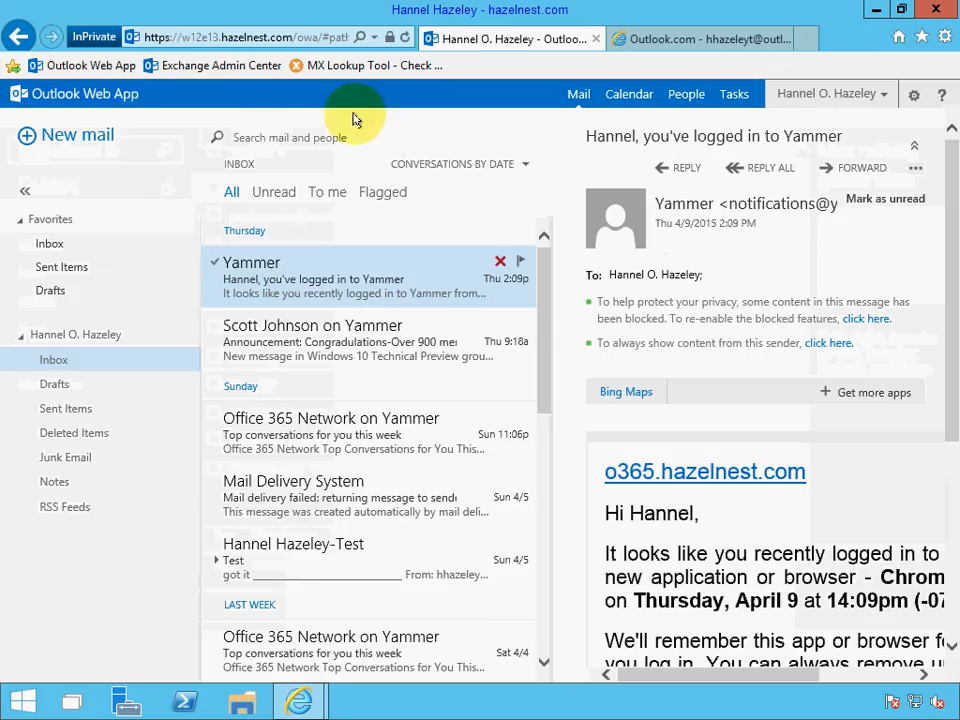 Hannel Hazeley - hazelnest.com
InPrivate
https://w12e13.hazelnest.com/owa/#path
Hannel O. Hazeley - Outloo...
Outlook.com - hhazeleyt@outl...
Outlook Web App
Exchange Admin Center
MX Lookup Tool - Check ...
Outlook Web App
Mail
Calendar
People
Tasks
Hannel O. Hazeley
?
New mail
«
Favorites
Inbox
Sent Items
Drafts
Hannel O. Hazeley
Inbox
Drafts
Sent Items
Deleted Items
Junk Email
Notes
RSS Feeds
Search mail and people
INBOX
CONVERSATIONS BY DATE
All Unread To me Flagged
Thursday
Yammer
Hannel, you've logged in to Yammer Thu 2:09p
It looks like you recently logged in to Yammer from...
Scott Johnson on Yammer
Announcement: Congradulations-Over 900 mer Thu 9:18a
New message in Windows 10 Technical Preview grou...
Sunday
Office 365 Network on Yammer
Top conversations for you this week Sun 11:06p
Office 365 Network Top Conversations for You This...
Mail Delivery System
Mail delivery failed: returning message to sende Sun 4/5
This message was created automatically by mail deli...
Hannel Hazeley-Test
Test Sun 4/5
got it ________________________ From: hhazeley...
LAST WEEK
Office 365 Network on Yammer
Top conversations for you this week Sat 4/4
Office 365 Network Top Conversations for You This...
Hannel, you've logged in to Yammer
REPLY REPLY ALL FORWARD ...
Mark as unread
Yammer <notifications@y
Thu 4/9/2015 2:09 PM
To: Hannel O. Hazeley;
To help protect your privacy, some content in this message has
been blocked. To re-enable the blocked features, click here.
To always show content from this sender, click here.
Bing Maps
+ Get more apps
o365.hazelnest.com
Hi Hannel,
It looks like you recently logged in to
new application or browser - Chrom
on Thursday, April 9 at 14:09pm (-07
We'll remember this app or browser f
you log in. You can always remove u